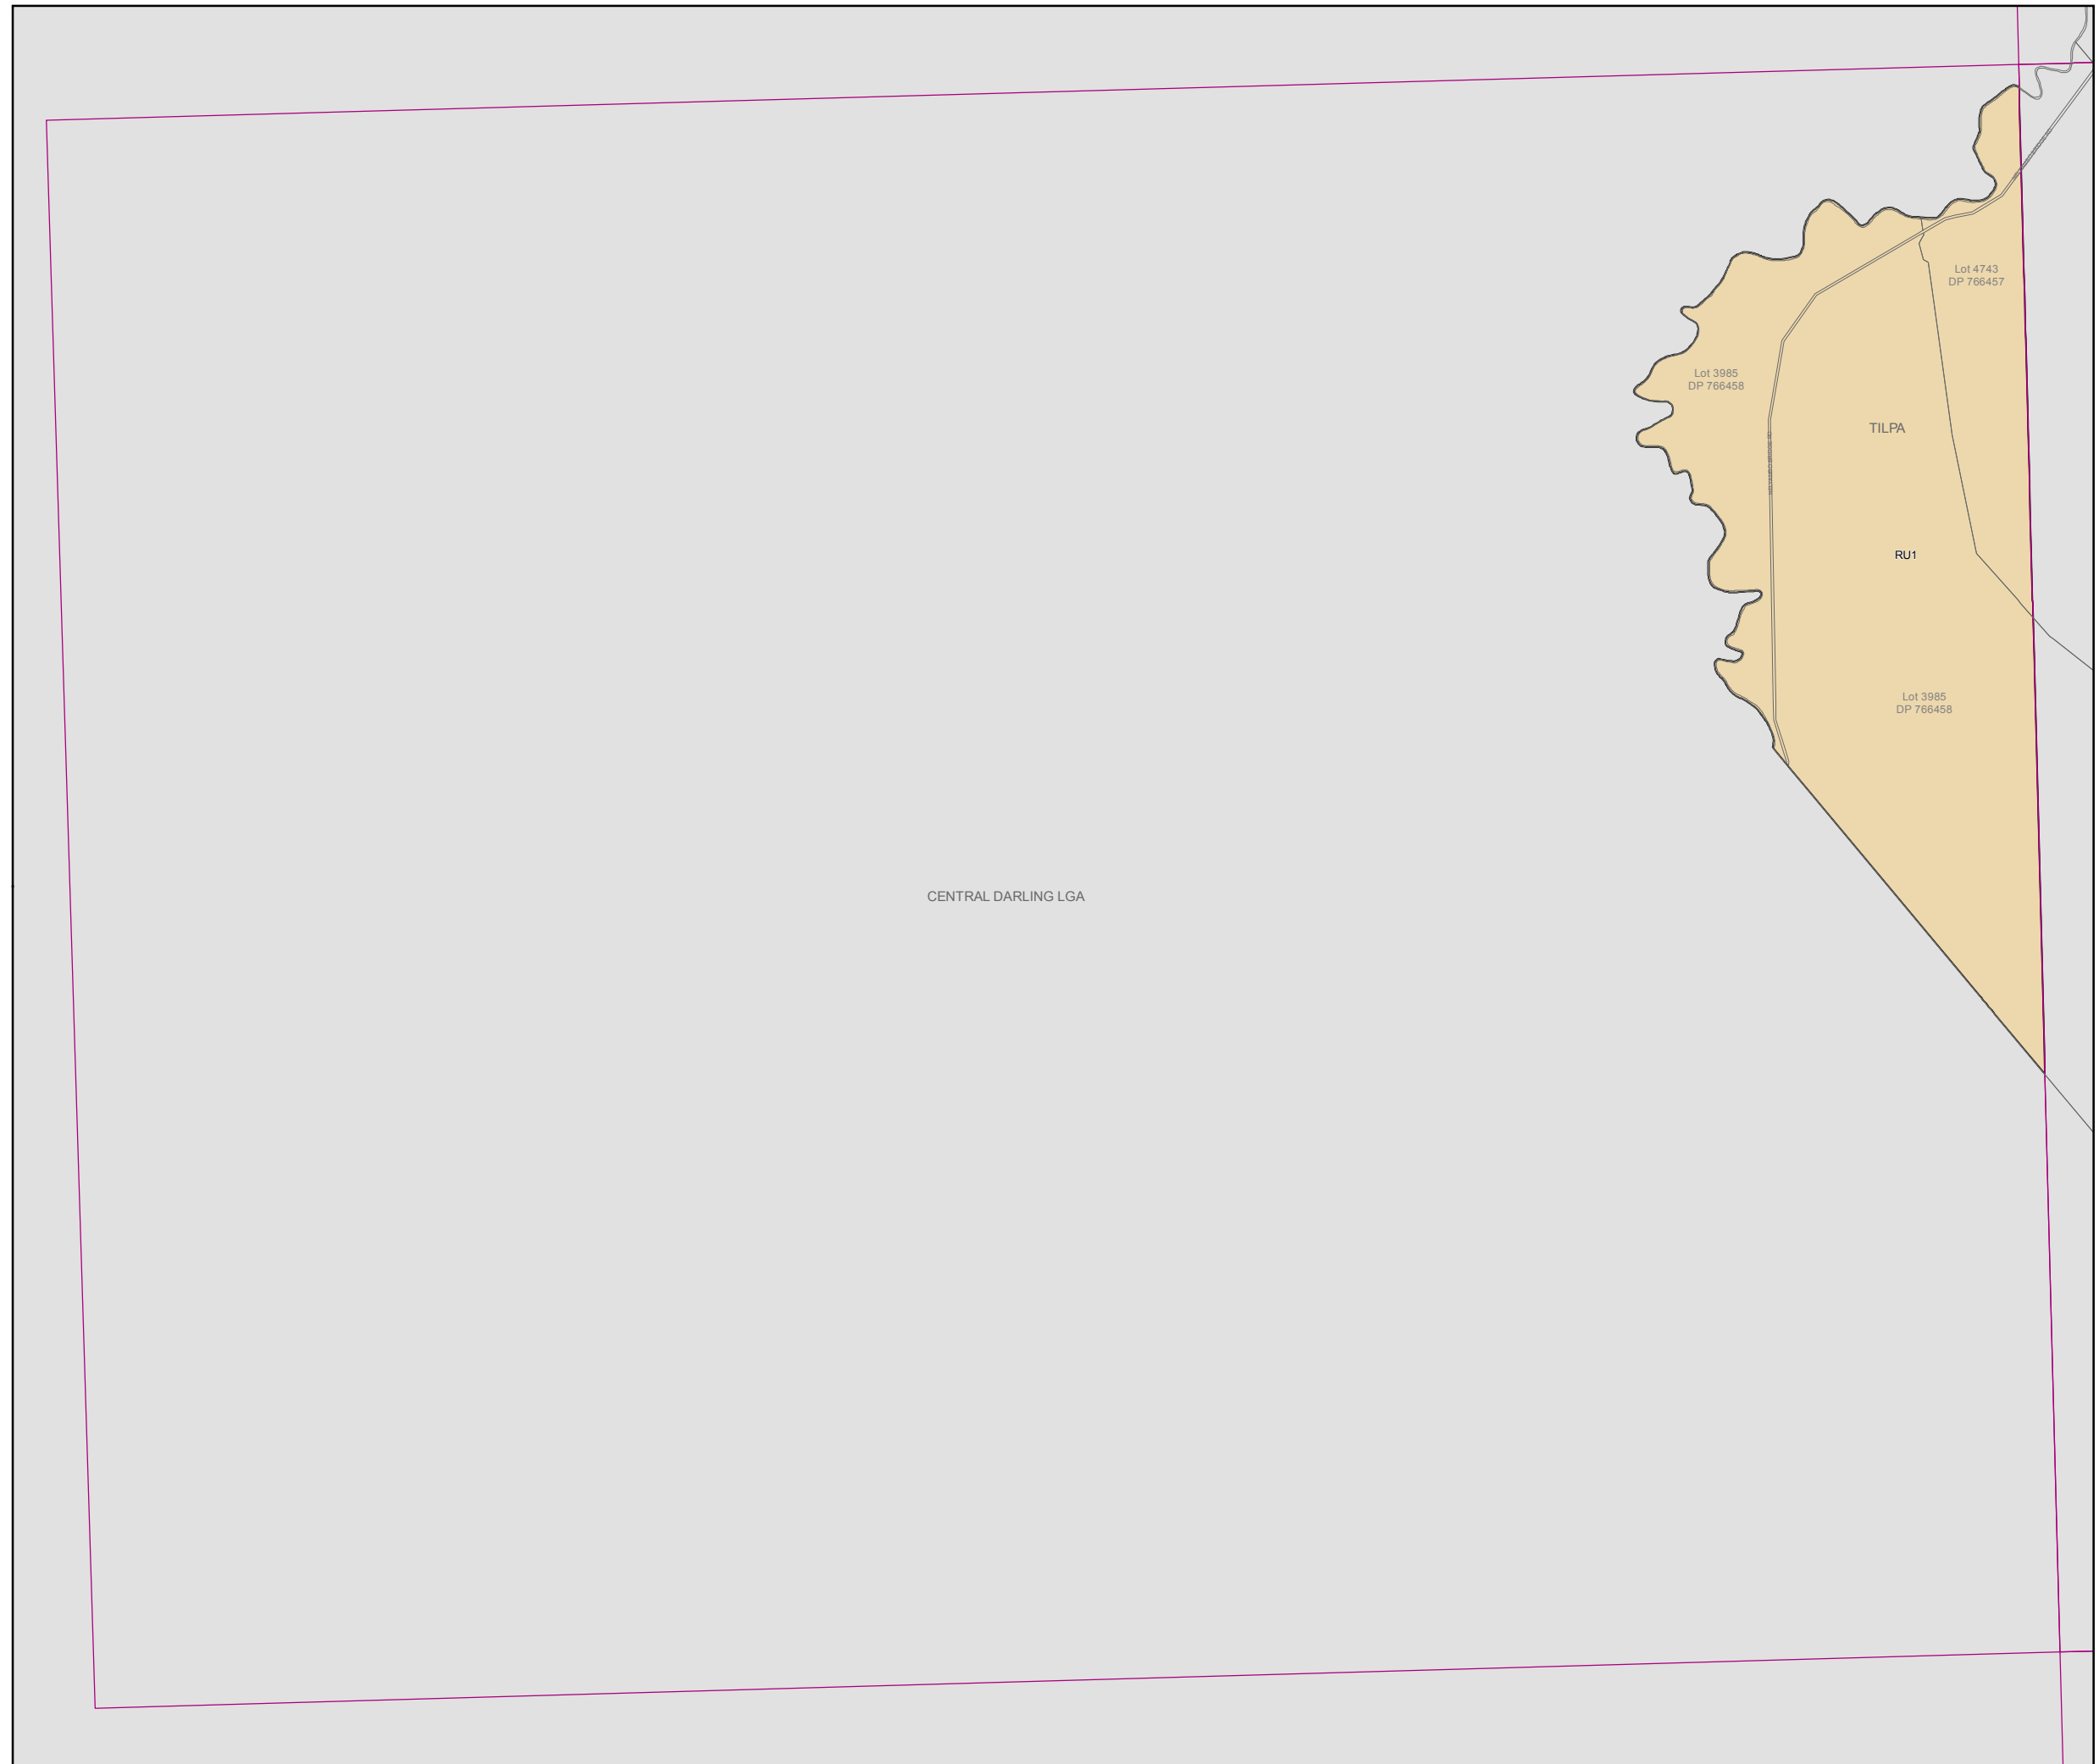 Lot 4743
DP 766457
Lot 3985
DP 766458
TILPA
RU1
Lot 3985
DP 766458
CENTRAL DARLING LGA